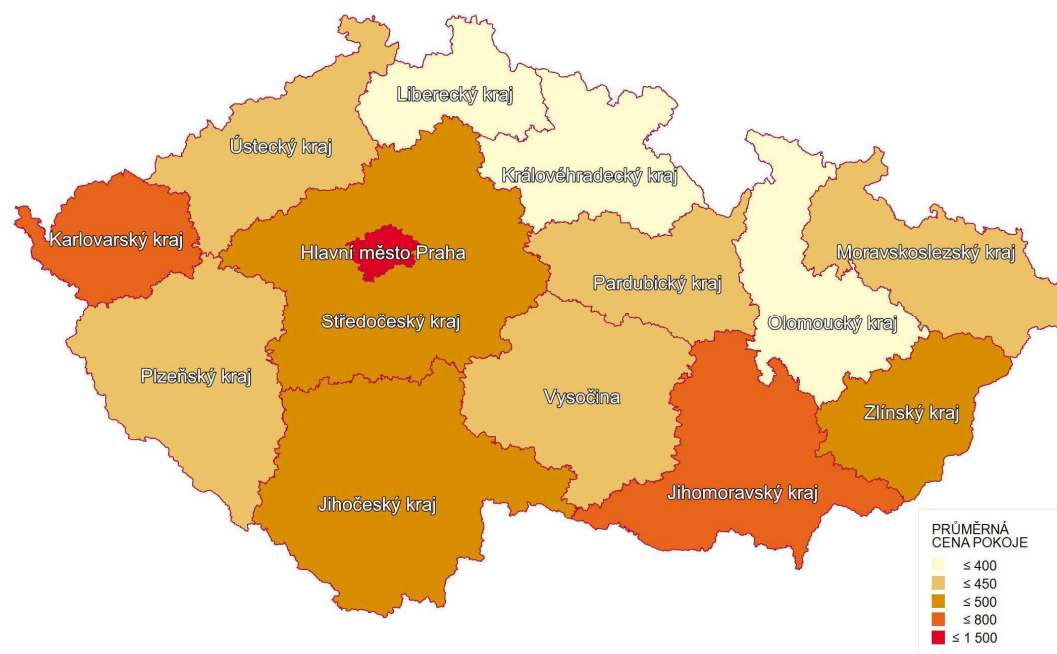 Liberecký kraj
Ústecký kraj
Královéhradecký kraj
Karlovarský kraj
Hlavní město Praha
Moravskoslezský kraj
Pardubický kraj
Středočeský kraj
Olomoucký kraj
Plzeňský kraj
Vysočina
Zlínský kraj
Jihočeský kraj
Jihomoravský kraj
PRŮMĚRNÁ
CENA POKOJE
≤ 400
≤ 450
≤ 500
≤ 800
≤ 1 500